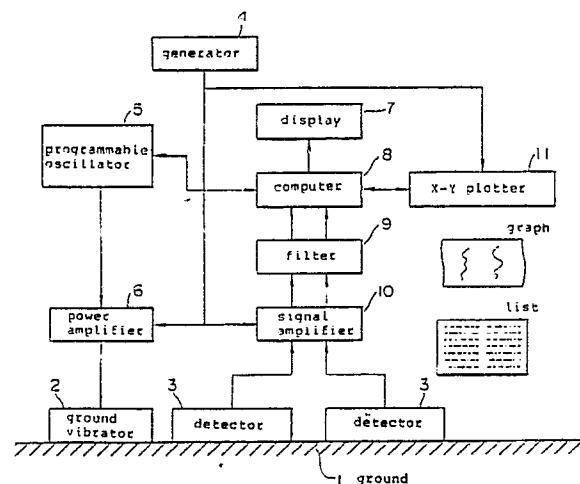 4
generator
5
programmable
oscillator
7
display
8
computer
11
X-Y plotter
9
filter
graph
6
power
amplifier
10
signal
amplifier
list
2
ground
vibrator
3
detector
3
detector
1 ground